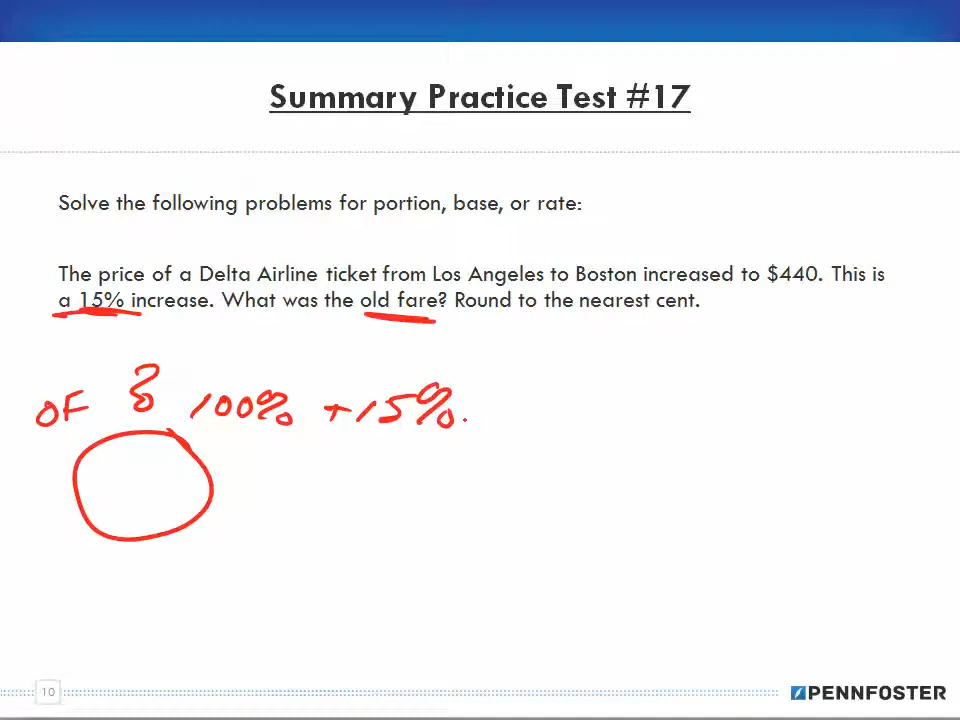 Summary Practice Test #17
Solve the following problems for portion, base, or rate:
The price of a Delta Airline ticket from Los Angeles to Boston increased to $440. This is
a 15% increase. What was the old fare? Round to the nearest cent.
OF 100% +15%
10
PENNFOSTER